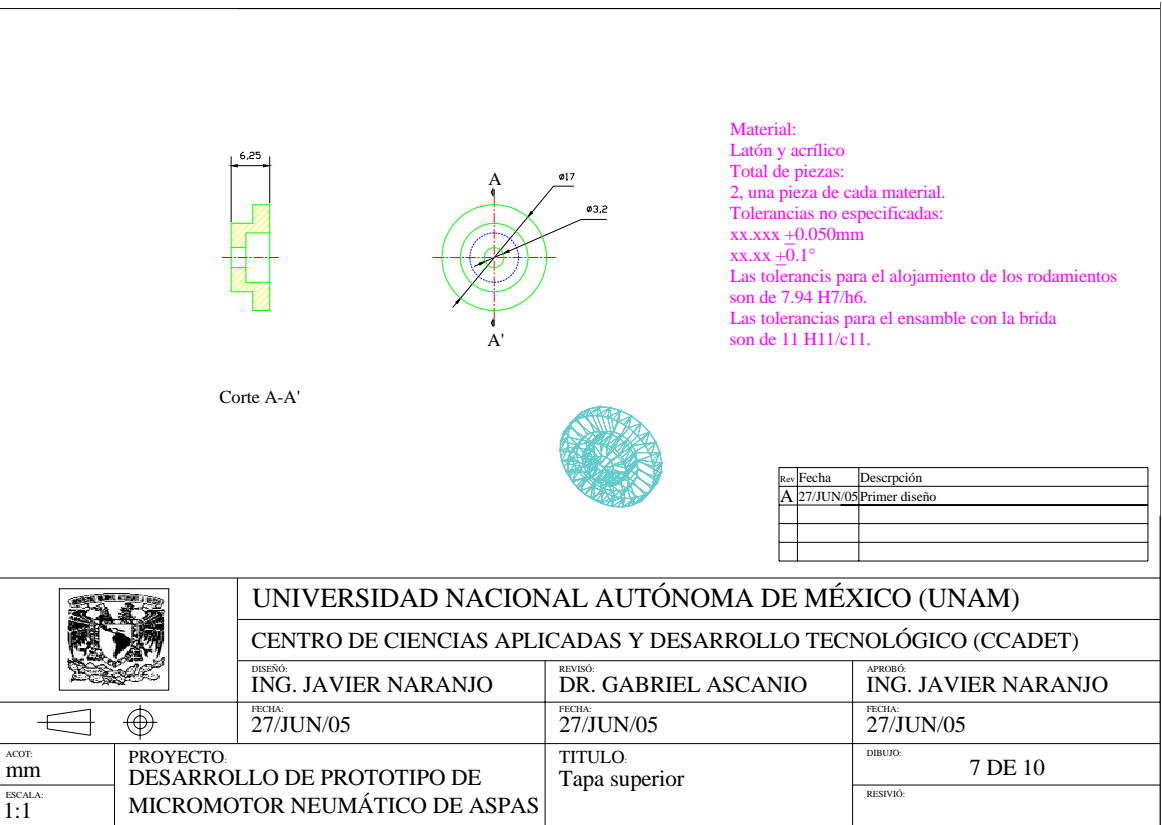 6,25
A
ø17
ø3,2
A'
Corte A-A'
Material:
Latón y acrílico
Total de piezas:
2, una pieza de cada material.
Tolerancias no especificadas:
xx.xxx ±0.050mm
xx.xx ±0.1°
Las tolerancis para el alojamiento de los rodamientos
son de 7.94 H7/h6.
Las tolerancias para el ensamble con la brida
son de 11 H11/c11.
Rev Fecha Descrpción
A 27/JUN/05 Primer diseño
UNIVERSIDAD NACIONAL AUTÓNOMA DE MÉXICO (UNAM)
CENTRO DE CIENCIAS APLICADAS Y DESARROLLO TECNOLÓGICO (CCADET)
DISEÑO:
ING. JAVIER NARANJO
REVISÓ:
DR. GABRIEL ASCANIO
APROBÓ:
ING. JAVIER NARANJO
FECHA:
27/JUN/05
FECHA:
27/JUN/05
FECHA:
27/JUN/05
ACOT:
mm
ESCALA:
1:1
PROYECTO:
DESARROLLO DE PROTOTIPO DE
MICROMOTOR NEUMÁTICO DE ASPAS
TITULO:
Tapa superior
DIBUJO:
7 DE 10
RESIVIÓ: